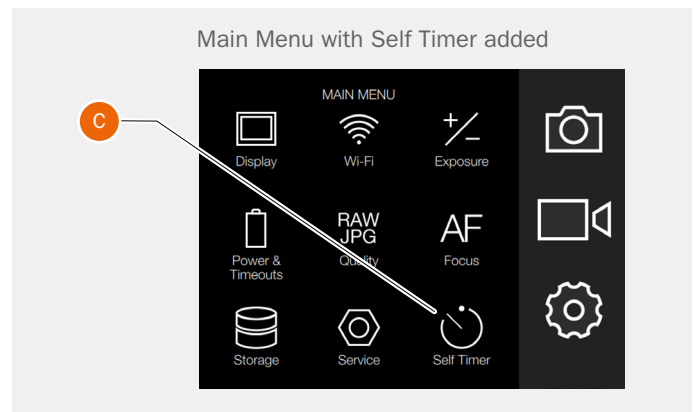 Main Menu with Self Timer added
MAIN MENU
C
Display
Wi-Fi
Exposure
RAW
JPG
AF
Power &
Timeouts
Quality
Focus
Storage
Service
Self Timer